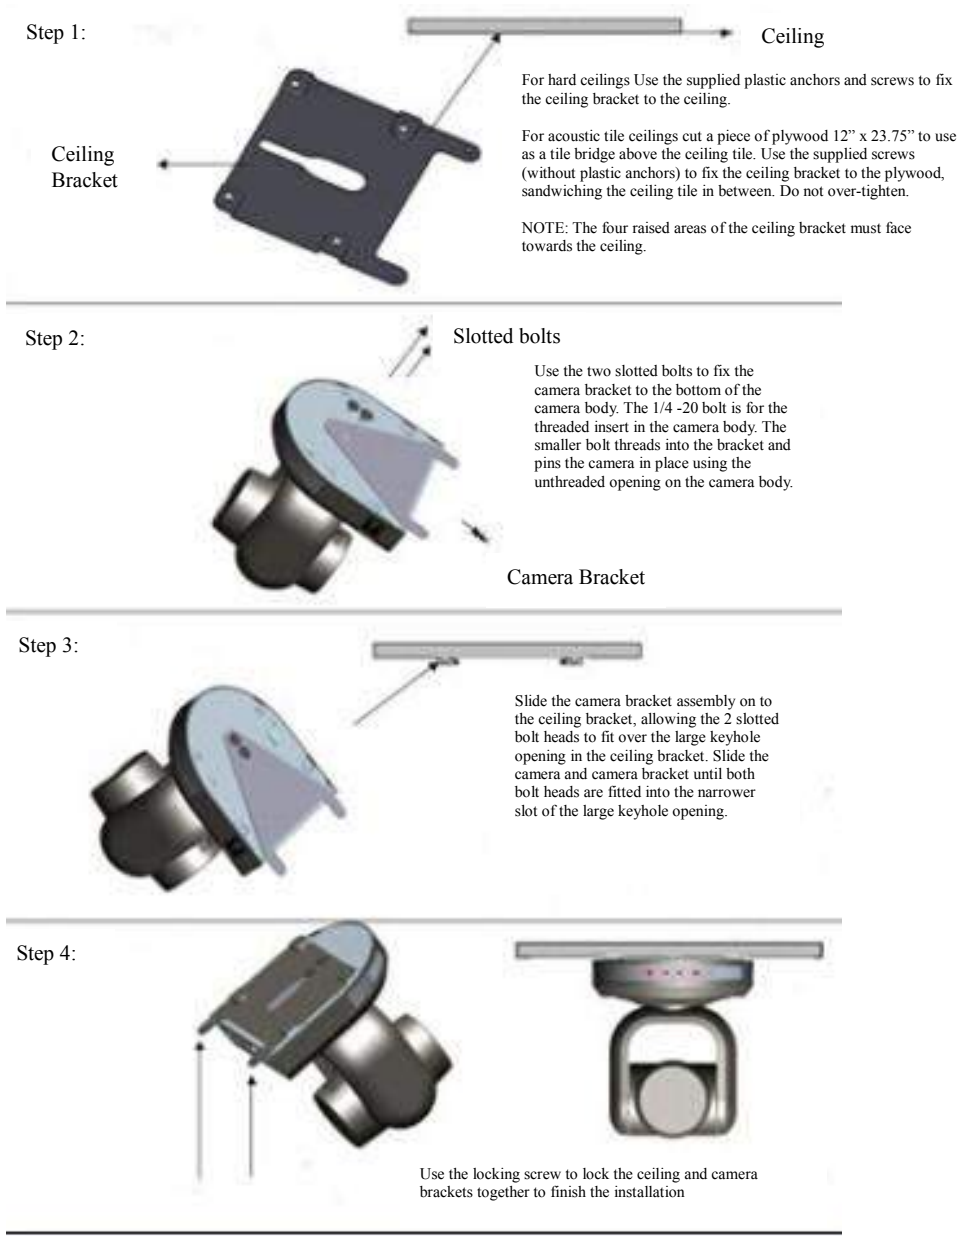 Step 1:
Ceiling
For hard ceilings Use the supplied plastic anchors and screws to fix
the ceiling bracket to the ceiling.
For acoustic tile ceilings cut a piece of plywood 12” x 23.75” to use
as a tile bridge above the ceiling tile. Use the supplied screws
(without plastic anchors) to fix the ceiling bracket to the plywood,
sandwiching the ceiling tile in between. Do not over-tighten.
NOTE: The four raised areas of the ceiling bracket must face
towards the ceiling.
Ceiling
Bracket
Step 2:
Slotted bolts
Use the two slotted bolts to fix the
camera bracket to the bottom of the
camera body. The 1/4 -20 bolt is for the
threaded insert in the camera body. The
smaller bolt threads into the bracket and
pins the camera in place using the
unthreaded opening on the camera body.
Camera Bracket
Step 3:
Slide the camera bracket assembly on to
the ceiling bracket, allowing the 2 slotted
bolt heads to fit over the large keyhole
opening in the ceiling bracket. Slide the
camera and camera bracket until both
bolt heads are fitted into the narrower
slot of the large keyhole opening.
Step 4:
Use the locking screw to lock the ceiling and camera
brackets together to finish the installation